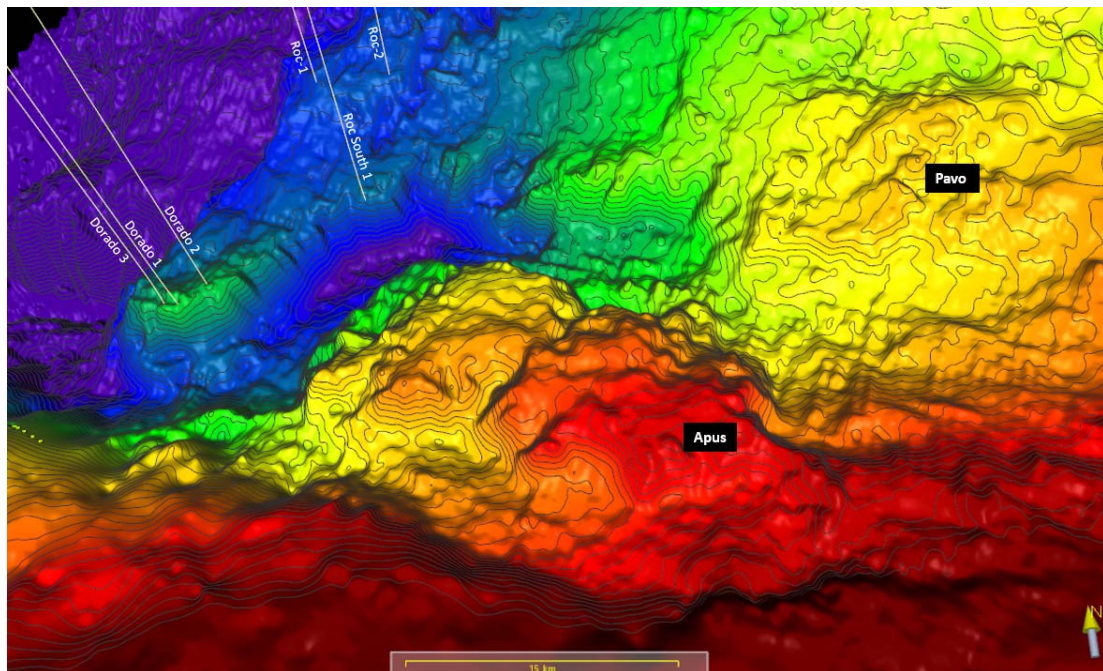 Roc-1
Roc-2
Roc South 1
Dorado 2
Dorado 1
Dorado 3
Pavo
Apus
N
15 km